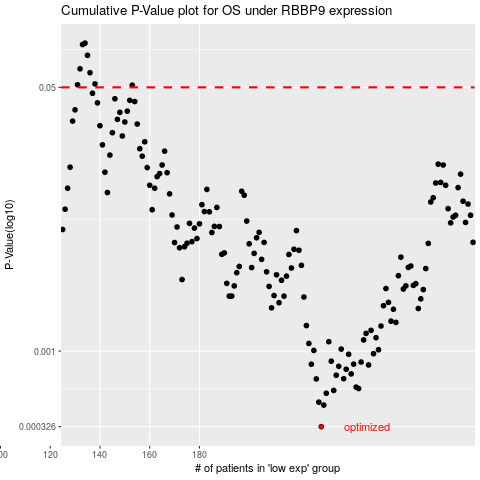 Cumulative P-Value plot for OS under RBBP9 expression
P-Value(log10)
0.05
0.001
0.000326
optimized
00 120 140 160 180
# of patients in 'low exp' group